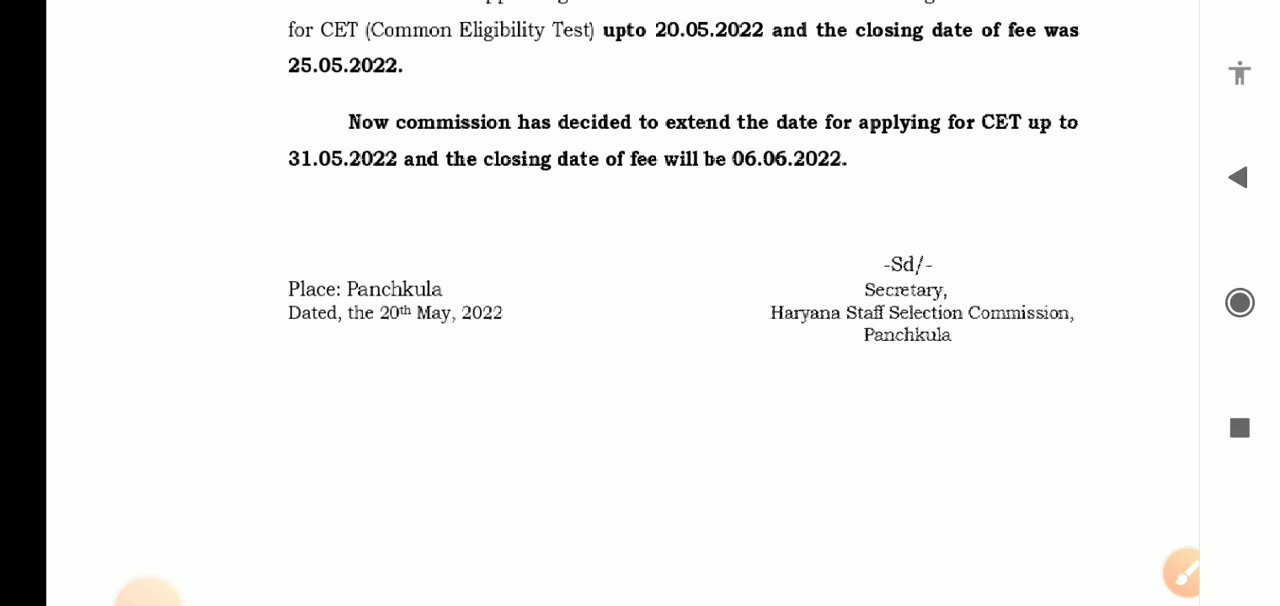 for CET (Common Eligibility Test) upto 20.05.2022 and the closing date of fee was
25.05.2022.
Now commission has decided to extend the date for applying for CET up to
31.05.2022 and the closing date of fee will be 06.06.2022.
-Sd/-
Place: Panchkula
Secretary,
Dated, the 20th May, 2022
Haryana Staff Selection Commission,
Panchkula